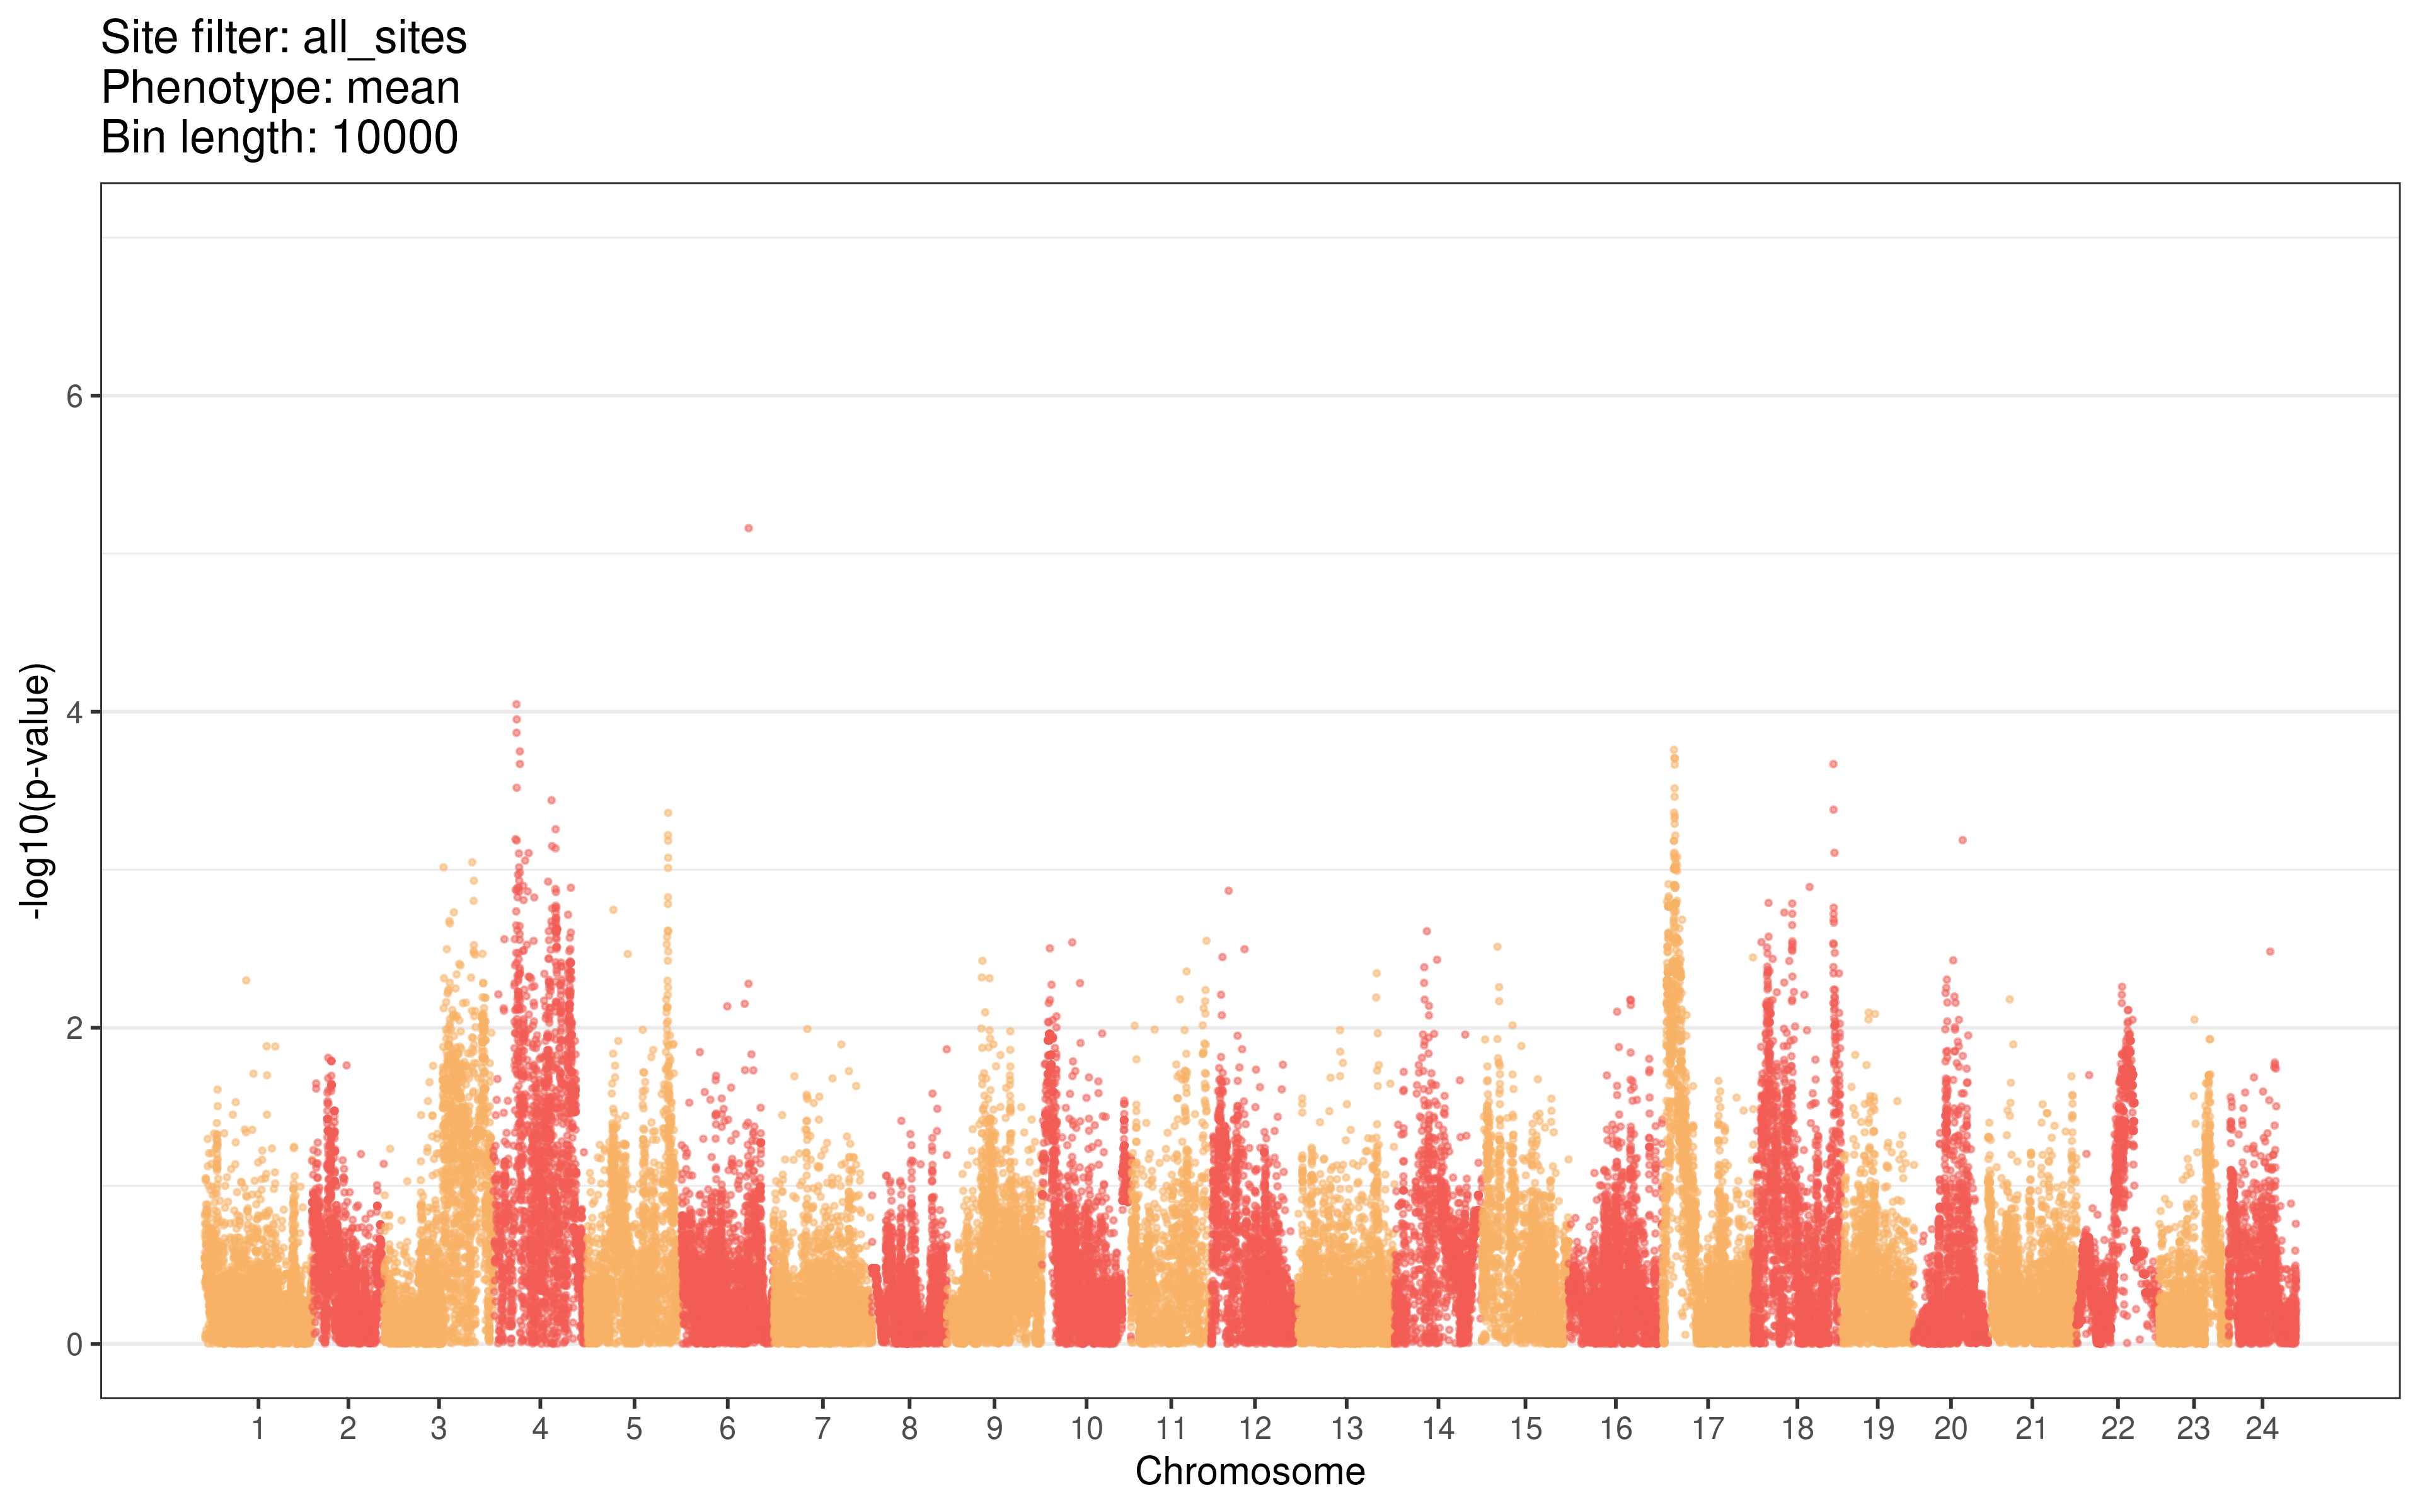 Site filter: all_sites
Phenotype: mean
Bin length: 10000
-log10(p-value)
6
4
2
0
1 2 3 4 5 6 7 8 9 10 11 12 13 14 15 16 17 18 19 20 21 22 23 24
Chromosome